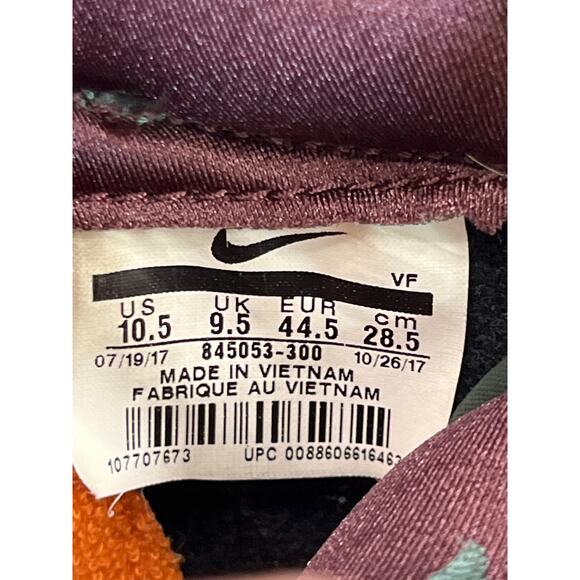 VF
US UK EUR cm
10.5 9.5 44.5 28.5
07/19/17 845053-300 10/26/17
MADE IN VIETNAM
FABRIQUE AU VIETNAM
107707673 UPC 0088606616462